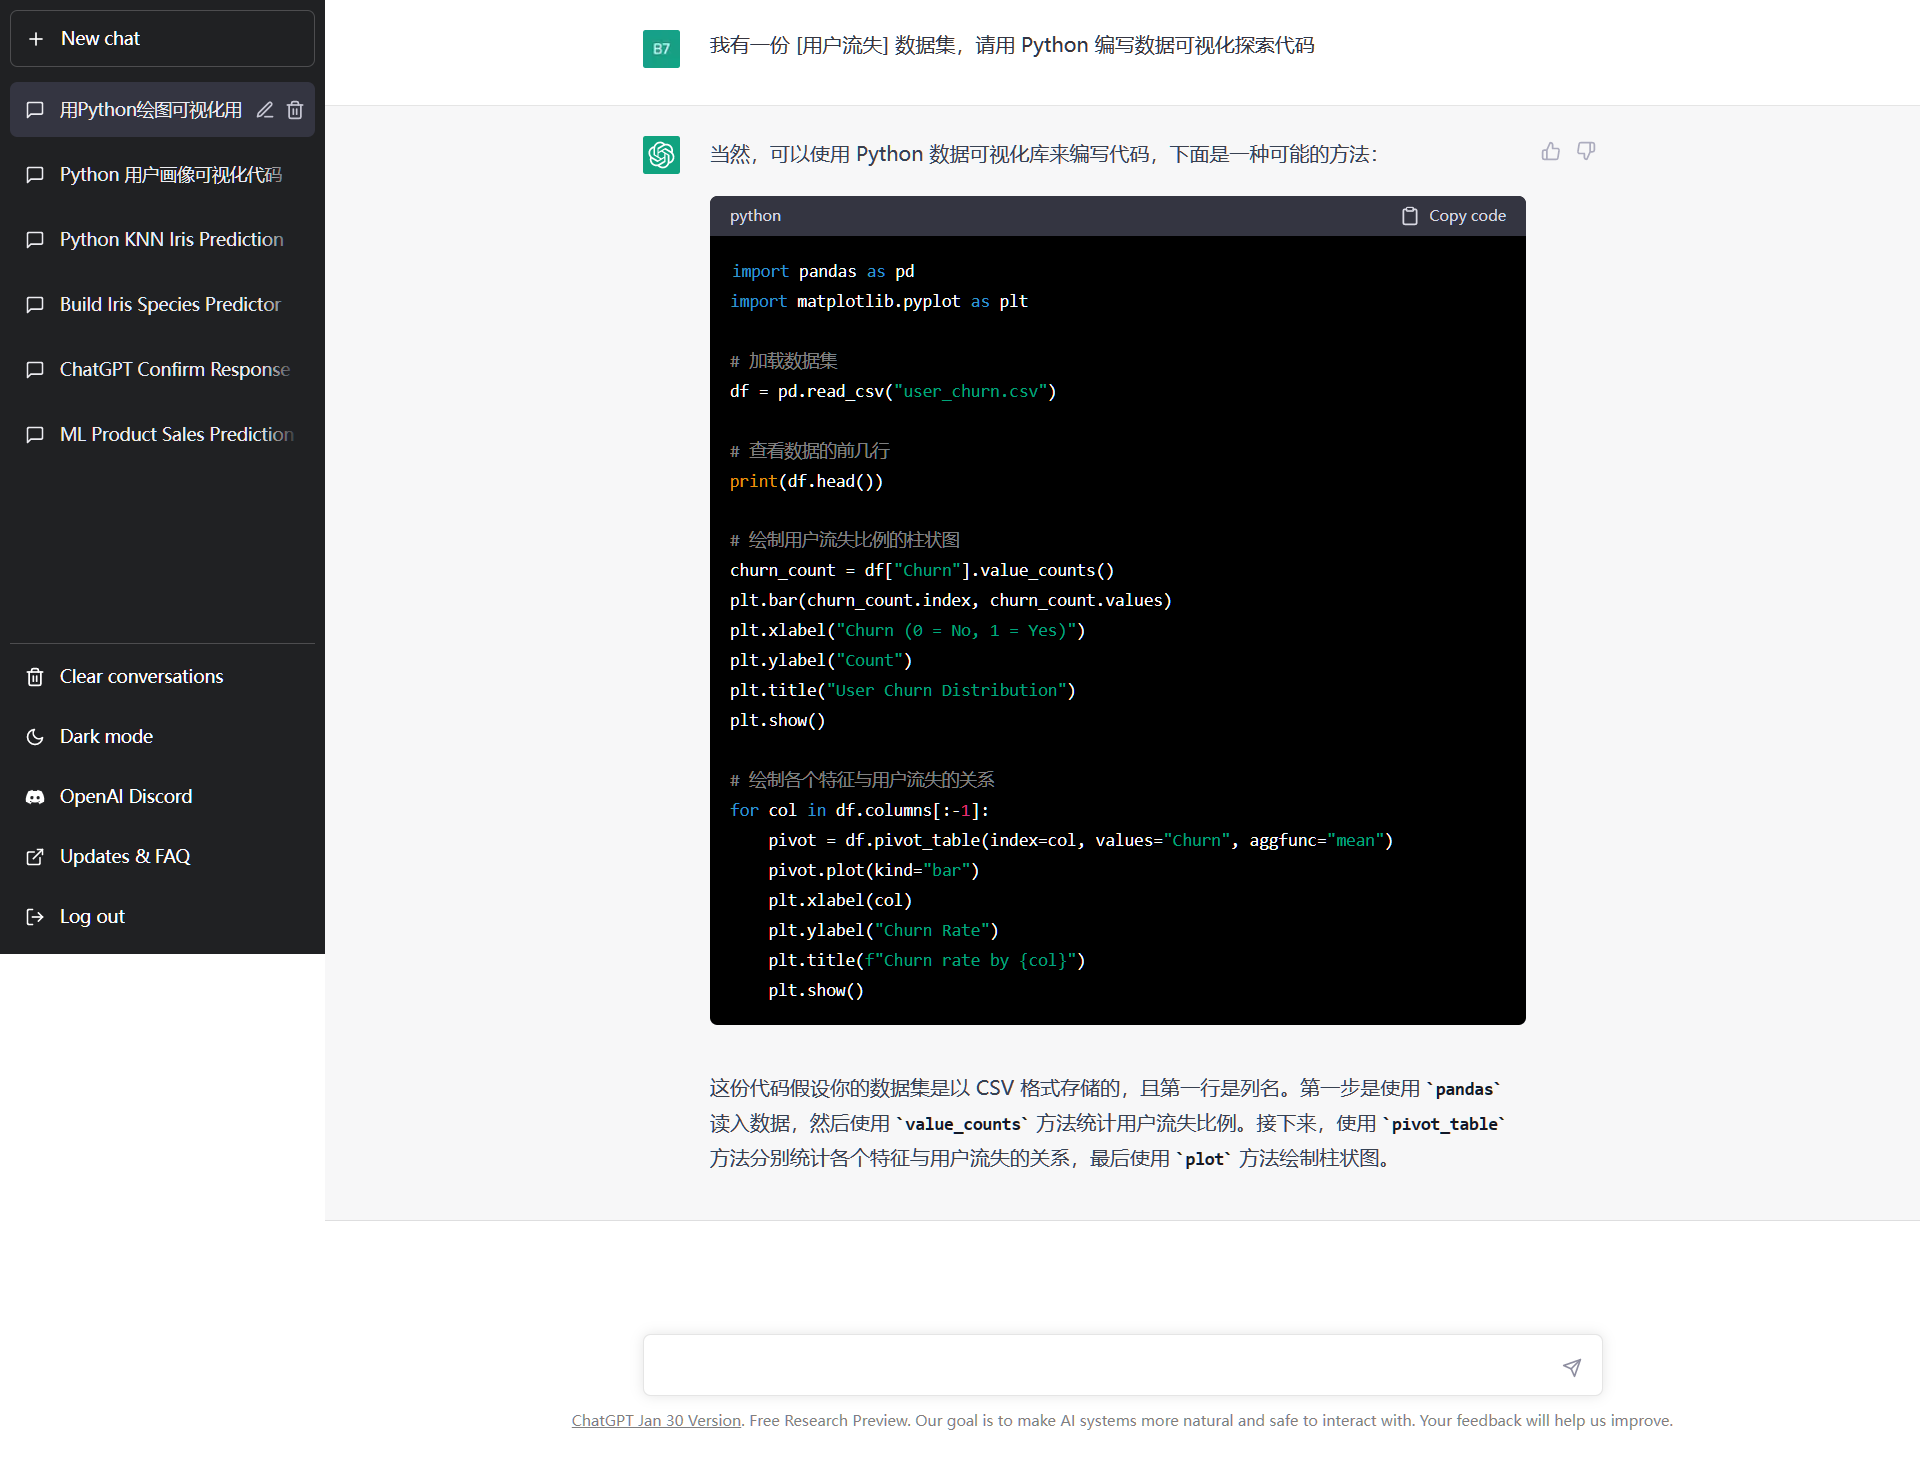 New chat
用Python绘图可视化用
Python 用户画像可视化代码
Python KNN Iris Prediction
Build Iris Species Predictor
ChatGPT Confirm Response
ML Product Sales Prediction
Clear conversations
Dark mode
OpenAI Discord
Updates & FAQ
Log out
B7
我有一份 [用户流失] 数据集，请用 Python 编写数据可视化探索代码
当然，可以使用 Python 数据可视化库来编写代码，下面是一种可能的方法：
python
Copy code
import pandas as pd
import matplotlib.pyplot as plt
# 加载数据集
df = pd.read_csv("user_churn.csv")
# 查看数据的前几行
print(df.head())
# 绘制用户流失比例的柱状图
churn_count = df["Churn"].value_counts()
plt.bar(churn_count.index, churn_count.values)
plt.xlabel("Churn (0 = No, 1 = Yes)")
plt.ylabel("Count")
plt.title("User Churn Distribution")
plt.show()
# 绘制各个特征与用户流失的关系
for col in df.columns[:-1]:
    pivot = df.pivot_table(index=col, values="Churn", aggfunc="mean")
    pivot.plot(kind="bar")
    plt.xlabel(col)
    plt.ylabel("Churn Rate")
    plt.title(f"Churn rate by {col}")
    plt.show()
这份代码假设你的数据集是以 CSV 格式存储的，且第一行是列名。第一步是使用 `pandas`
读入数据，然后使用 `value_counts` 方法统计用户流失比例。接下来，使用 `pivot_table`
方法分别统计各个特征与用户流失的关系，最后使用 `plot` 方法绘制柱状图。
ChatGPT Jan 30 Version. Free Research Preview. Our goal is to make AI systems more natural and safe to interact with. Your feedback will help us improve.